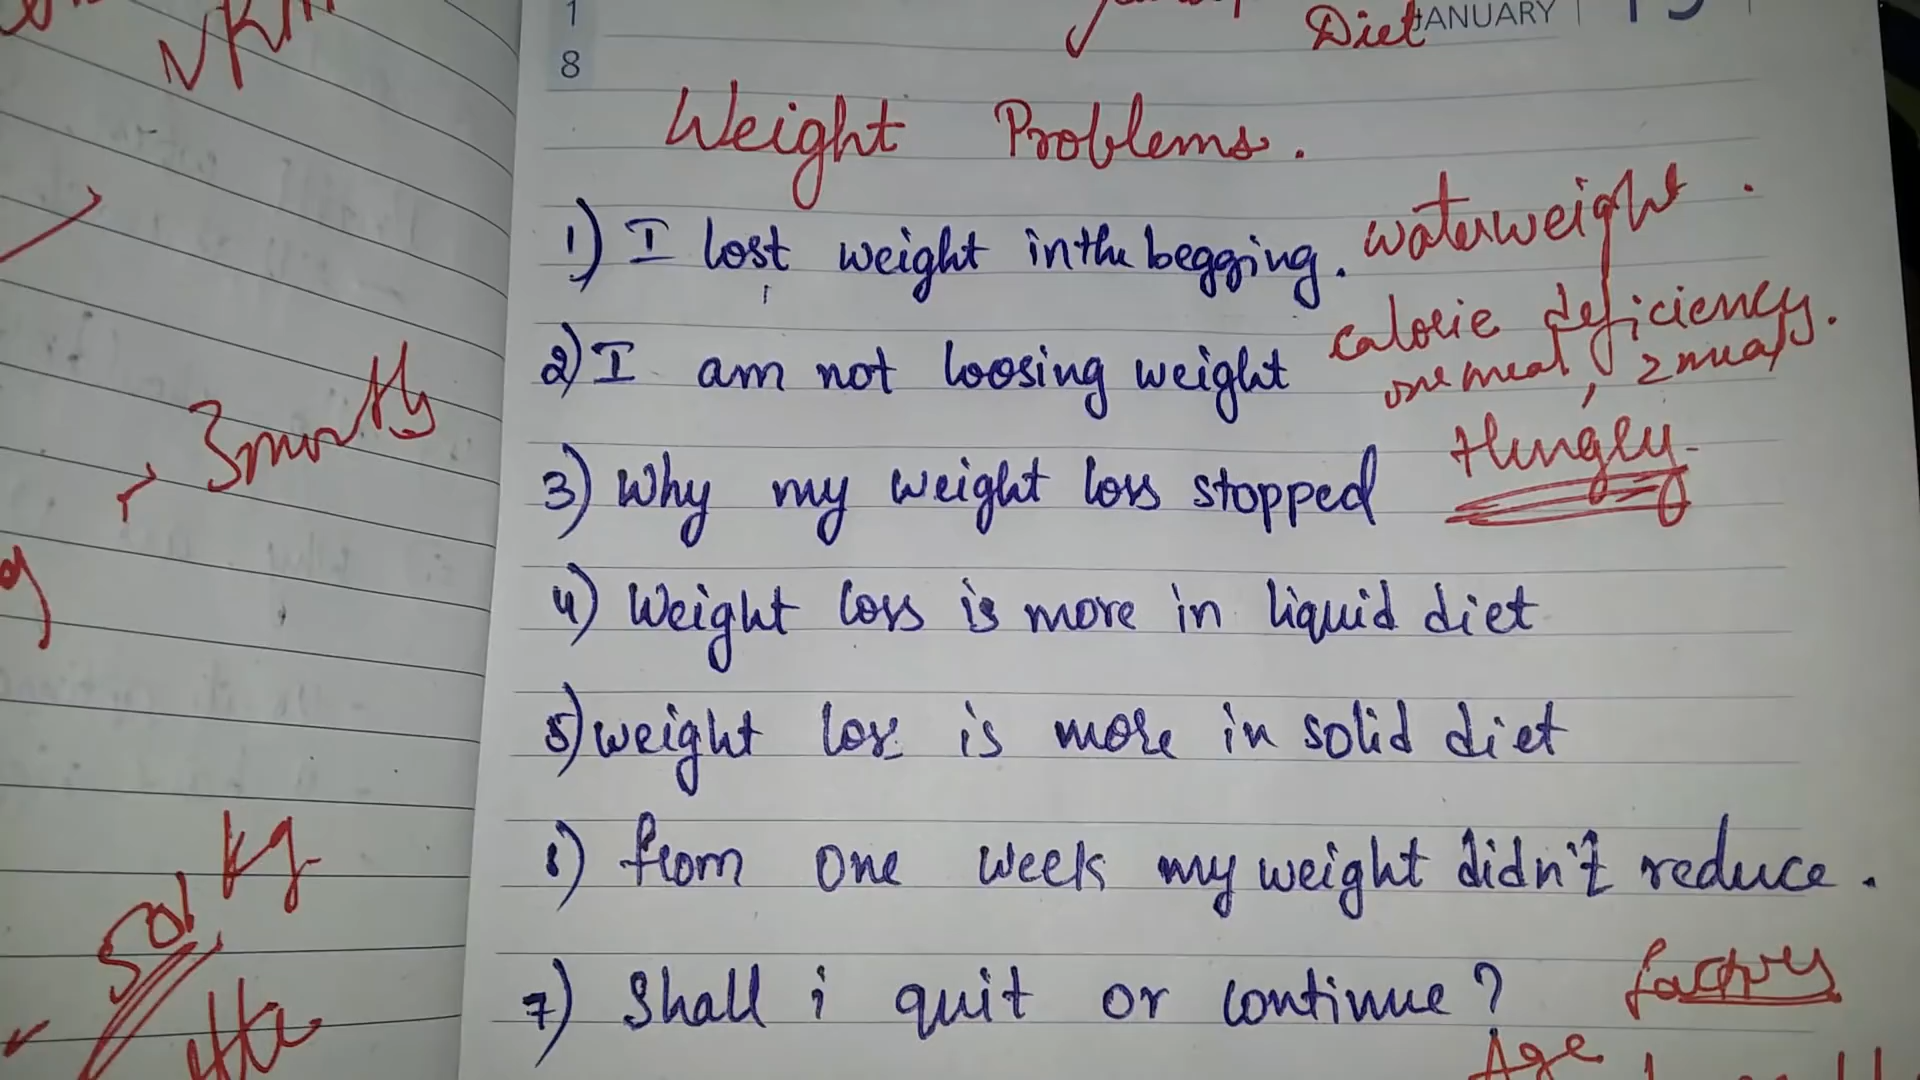 1
8
Diet
JANUARY
Weight Problems.
1) I lost weight in the begging. waterweight.
2) I am not loosing weight calorie deficiency.
one meal, 2 meal
Hungry
3) Why my weight loss stopped
4) Weight loss is more in liquid diet
5) weight loss is more in solid diet
6) from one week my weight didn't reduce.
7) Shall i quit or continue? factors
Age
3 months
kg